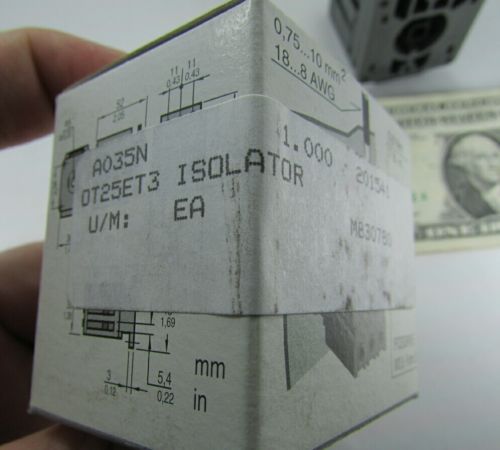 0,75...10 mm²
18...8 AWG
11 11
0.43 0.43
52
2.05
A035N
OT25ET3 ISOLATOR
U/M: EA
1.000 2015A1
MB30780
1,69
mm
in
3
0.12
5,4
0,22